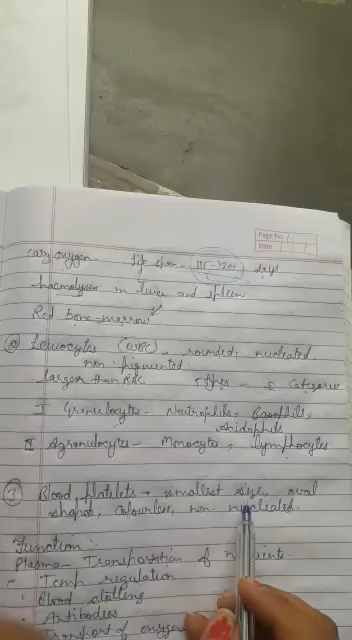 Page No.
Date
carry oxygen life span - 115-120 days
haemolysis in liver and spleen
Red bone-marrow
② Leucocytes (WBC), rounded, nucleated
non pigmented
larger than RBC 5 types - 2 Categories
I Granulocytes - Neutrophils, Basophils,
Acidophils
II Agranulocytes - Monocytes, lymphocytes
③ Blood platelets → smallest size, oval
shaped, colourless, non nucleated.
Function:
Plasma - Transportation of
- Temp regulation
Blood clotting
- Antibodies
Transport of oxygen